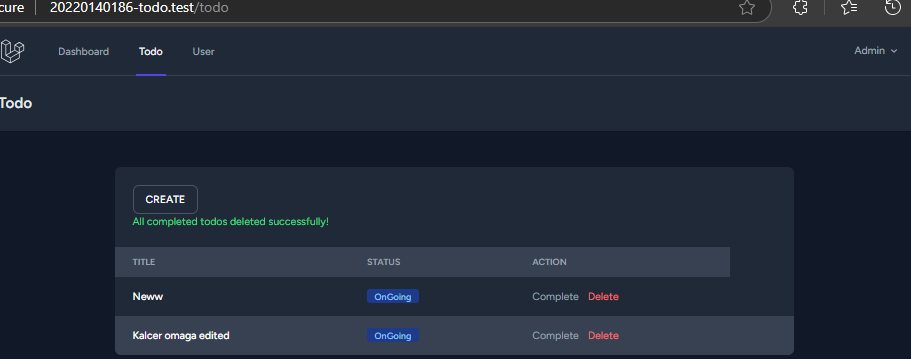 cure 20220140186-todo.test/todo
Dashboard Todo User Admin
Todo
CREATE
All completed todos deleted successfully!
TITLE STATUS ACTION
Neww OnGoing Complete Delete
Kalcer omaga edited OnGoing Complete Delete